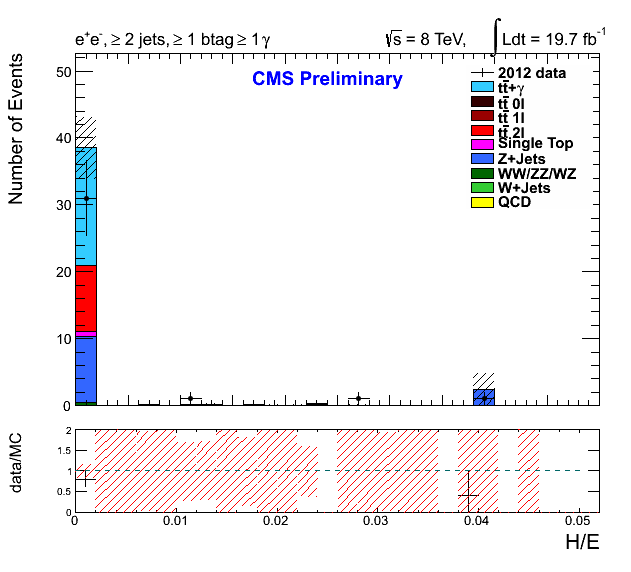 e⁺e⁻, ≥ 2 jets, ≥ 1 btag ≥ 1 γ
√s = 8 TeV, ∫ Ldt = 19.7 fb⁻¹
CMS Preliminary
2012 data
tt̄+γ
tt̄ 0l
tt̄ 1l
tt̄ 2l
Single Top
Z+Jets
WW/ZZ/WZ
W+Jets
QCD
Number of Events
50
40
30
20
10
0
data/MC
2
1.5
1
0.5
0
0 0.01 0.02 0.03 0.04 0.05
H/E